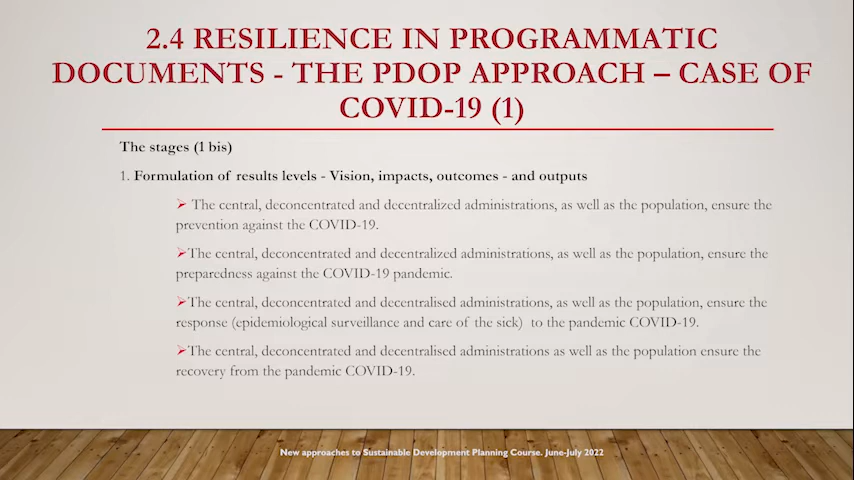 2.4 RESILIENCE IN PROGRAMMATIC
DOCUMENTS - THE PDOP APPROACH – CASE OF
COVID-19 (1)
The stages (1 bis)
1. Formulation of results levels - Vision, impacts, outcomes - and outputs
➢ The central, deconcentrated and decentralized administrations, as well as the population, ensure the
prevention against the COVID-19.
➢The central, deconcentrated and decentralized administrations, as well as the population, ensure the
preparedness against the COVID-19 pandemic.
➢The central, deconcentrated and decentralised administrations, as well as the population, ensure the
response (epidemiological surveillance and care of the sick) to the pandemic COVID-19.
➢The central, deconcentrated and decentralised administrations as well as the population ensure the
recovery from the pandemic COVID-19.
New approaches to Sustainable Development Planning Course. June-July 2022